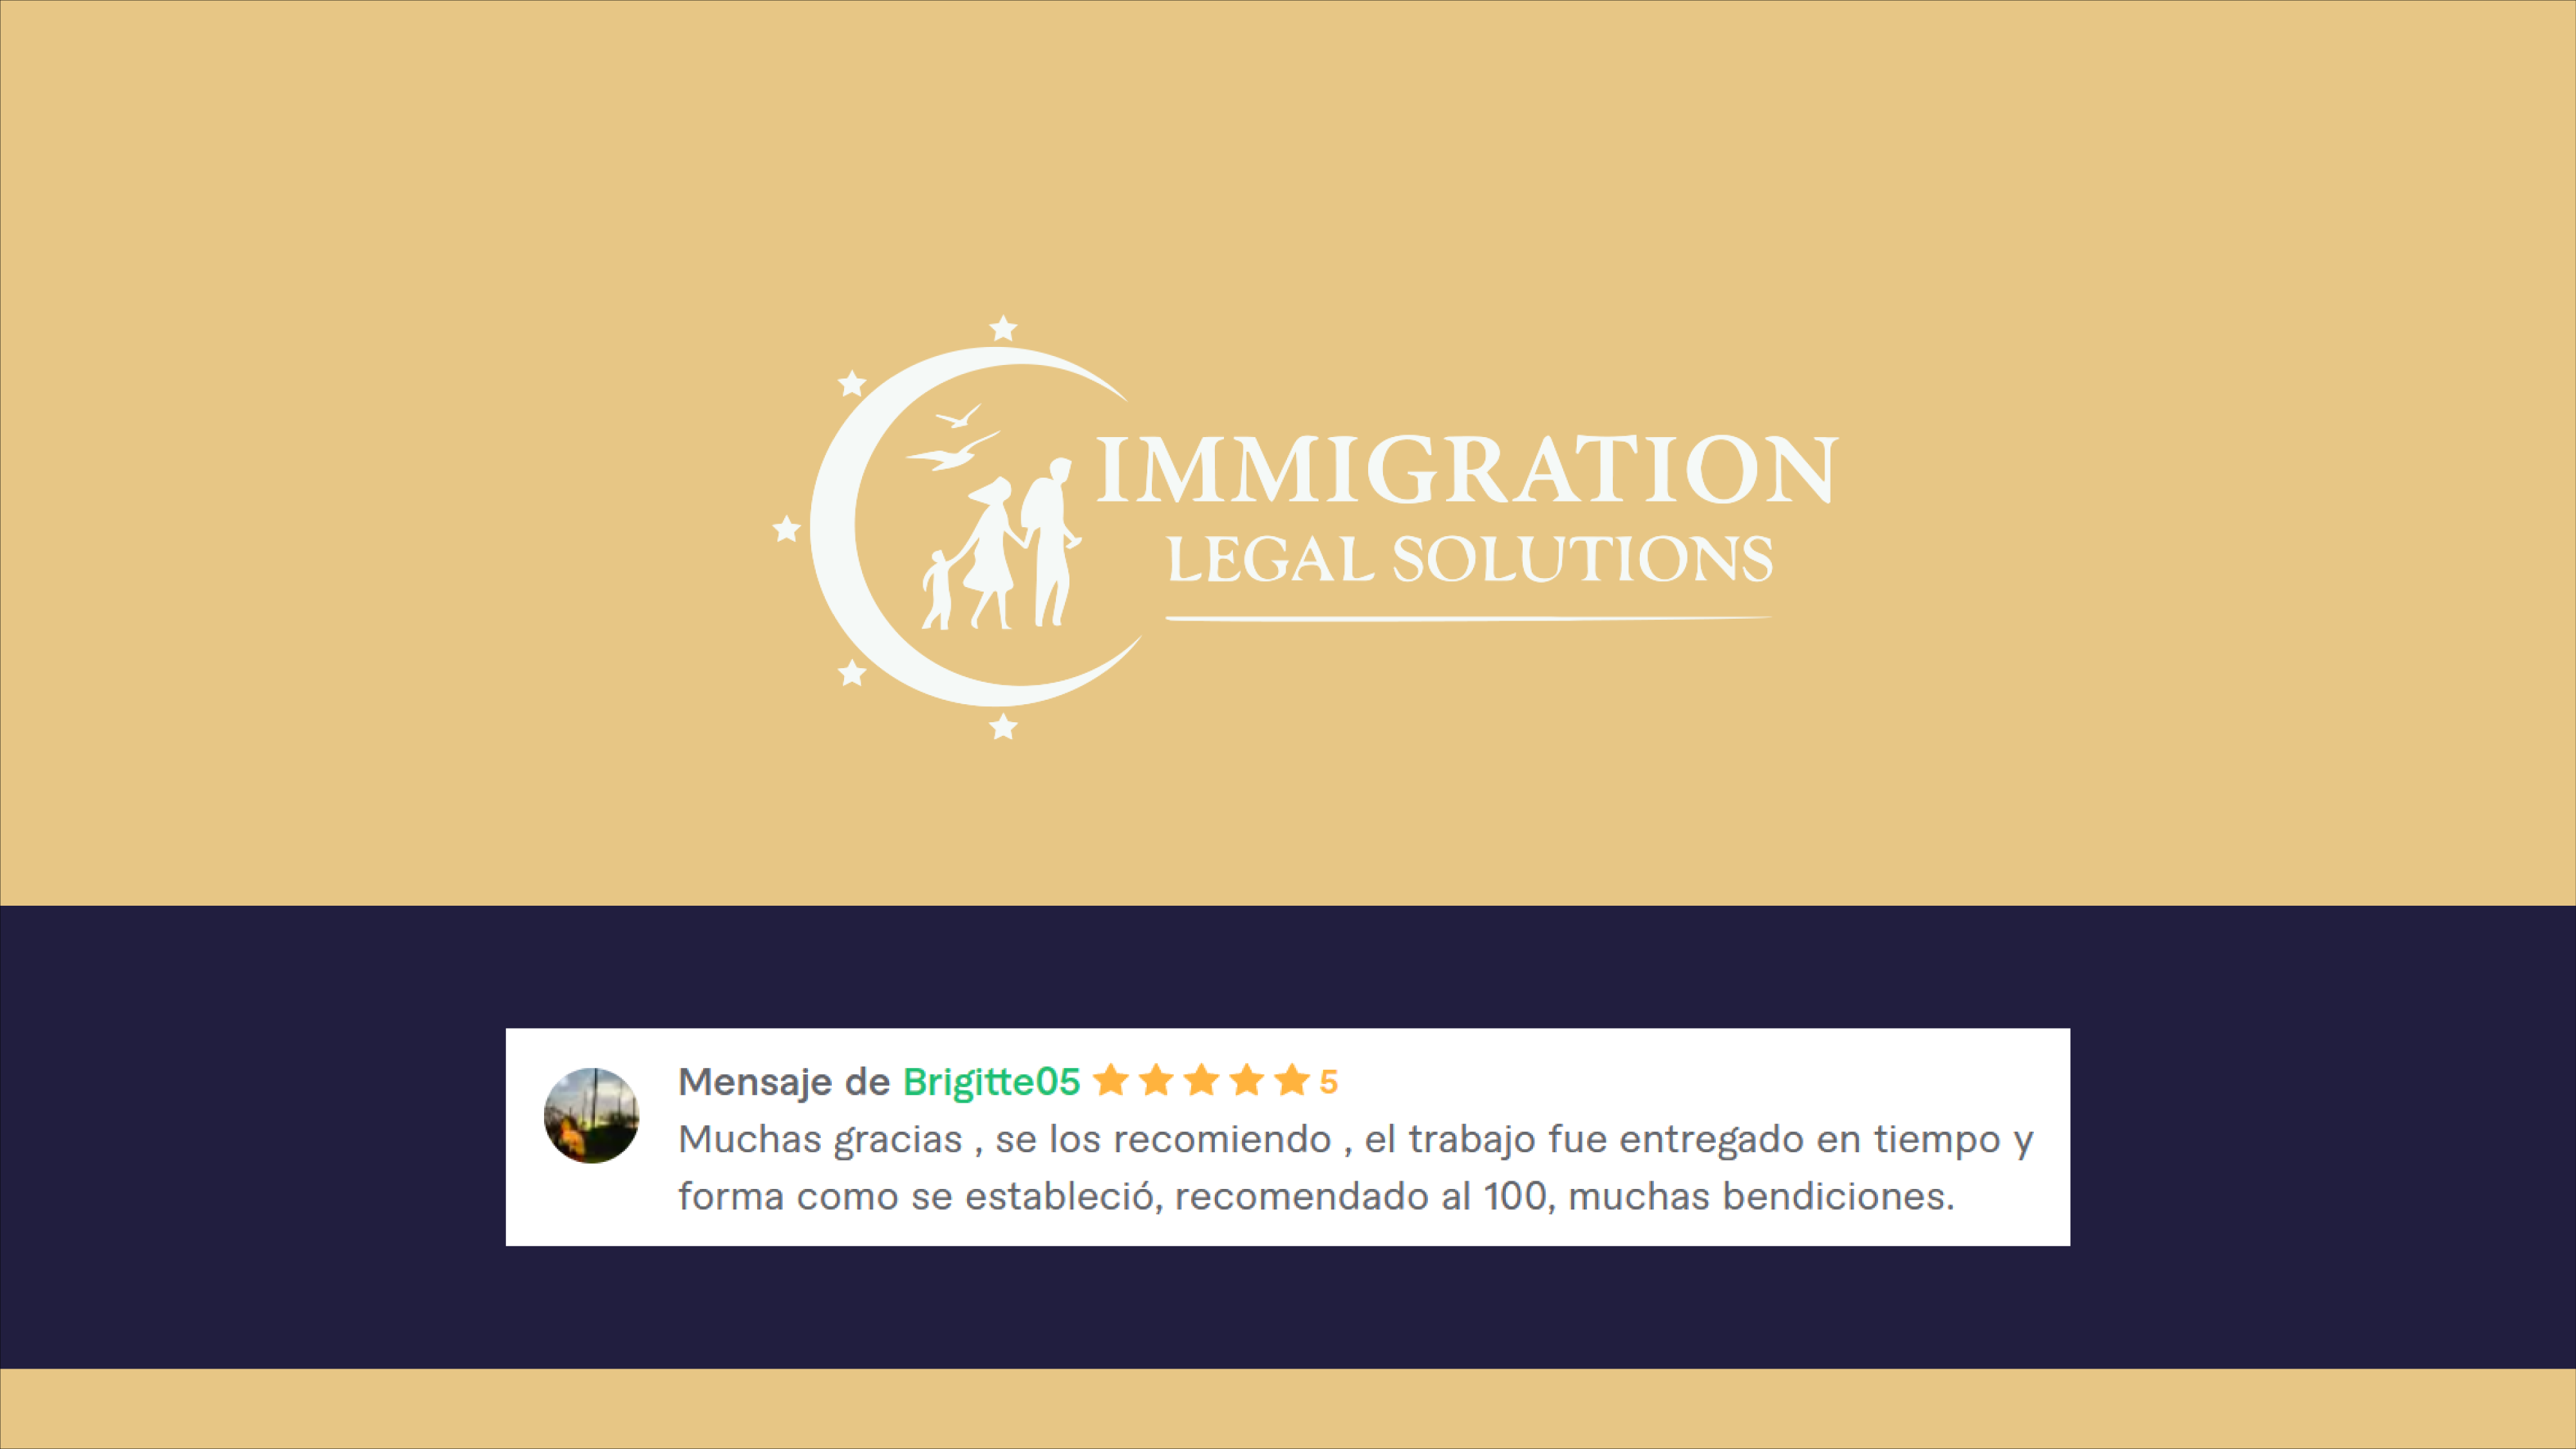 IMMIGRATION
LEGAL SOLUTIONS
Mensaje de Brigitte05 5
Muchas gracias , se los recomiendo , el trabajo fue entregado en tiempo y
forma como se estableció, recomendado al 100, muchas bendiciones.